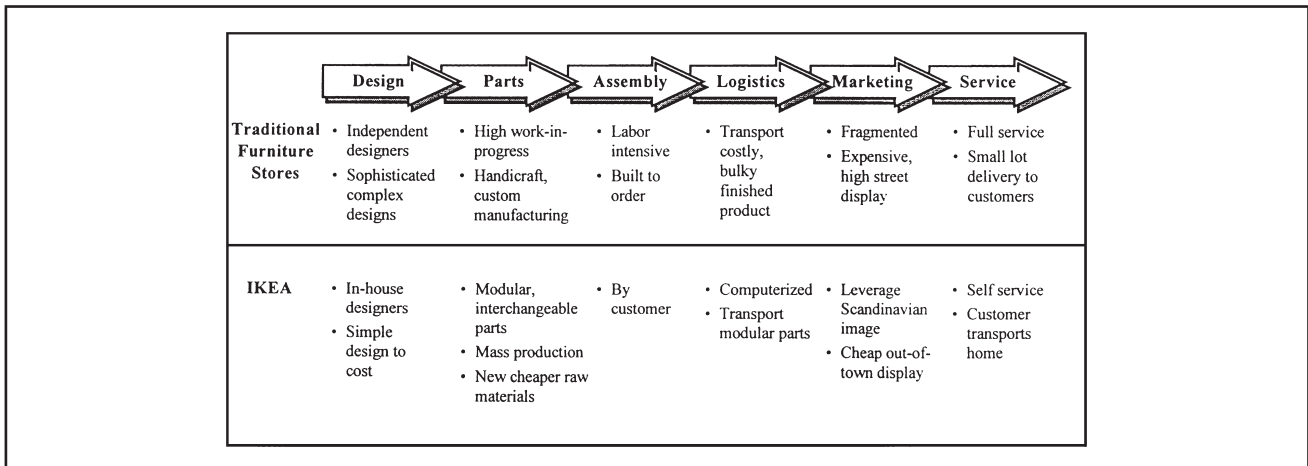 Design Parts Assembly Logistics Marketing Service
Traditional
Furniture
Stores
• Independent
designers
• Sophisticated
complex
designs
• High work-in-
progress
• Handicraft,
custom
manufacturing
• Labor
intensive
• Built to
order
• Transport
costly,
bulky
finished
product
• Fragmented
• Expensive,
high street
display
• Full service
• Small lot
delivery to
customers
IKEA
• In-house
designers
• Simple
design to
cost
• Modular,
interchangeable
parts
• Mass production
• New cheaper raw
materials
• By
customer
• Computerized
• Transport
modular parts
• Leverage
Scandinavian
image
• Cheap out-of-
town display
• Self service
• Customer
transports
home